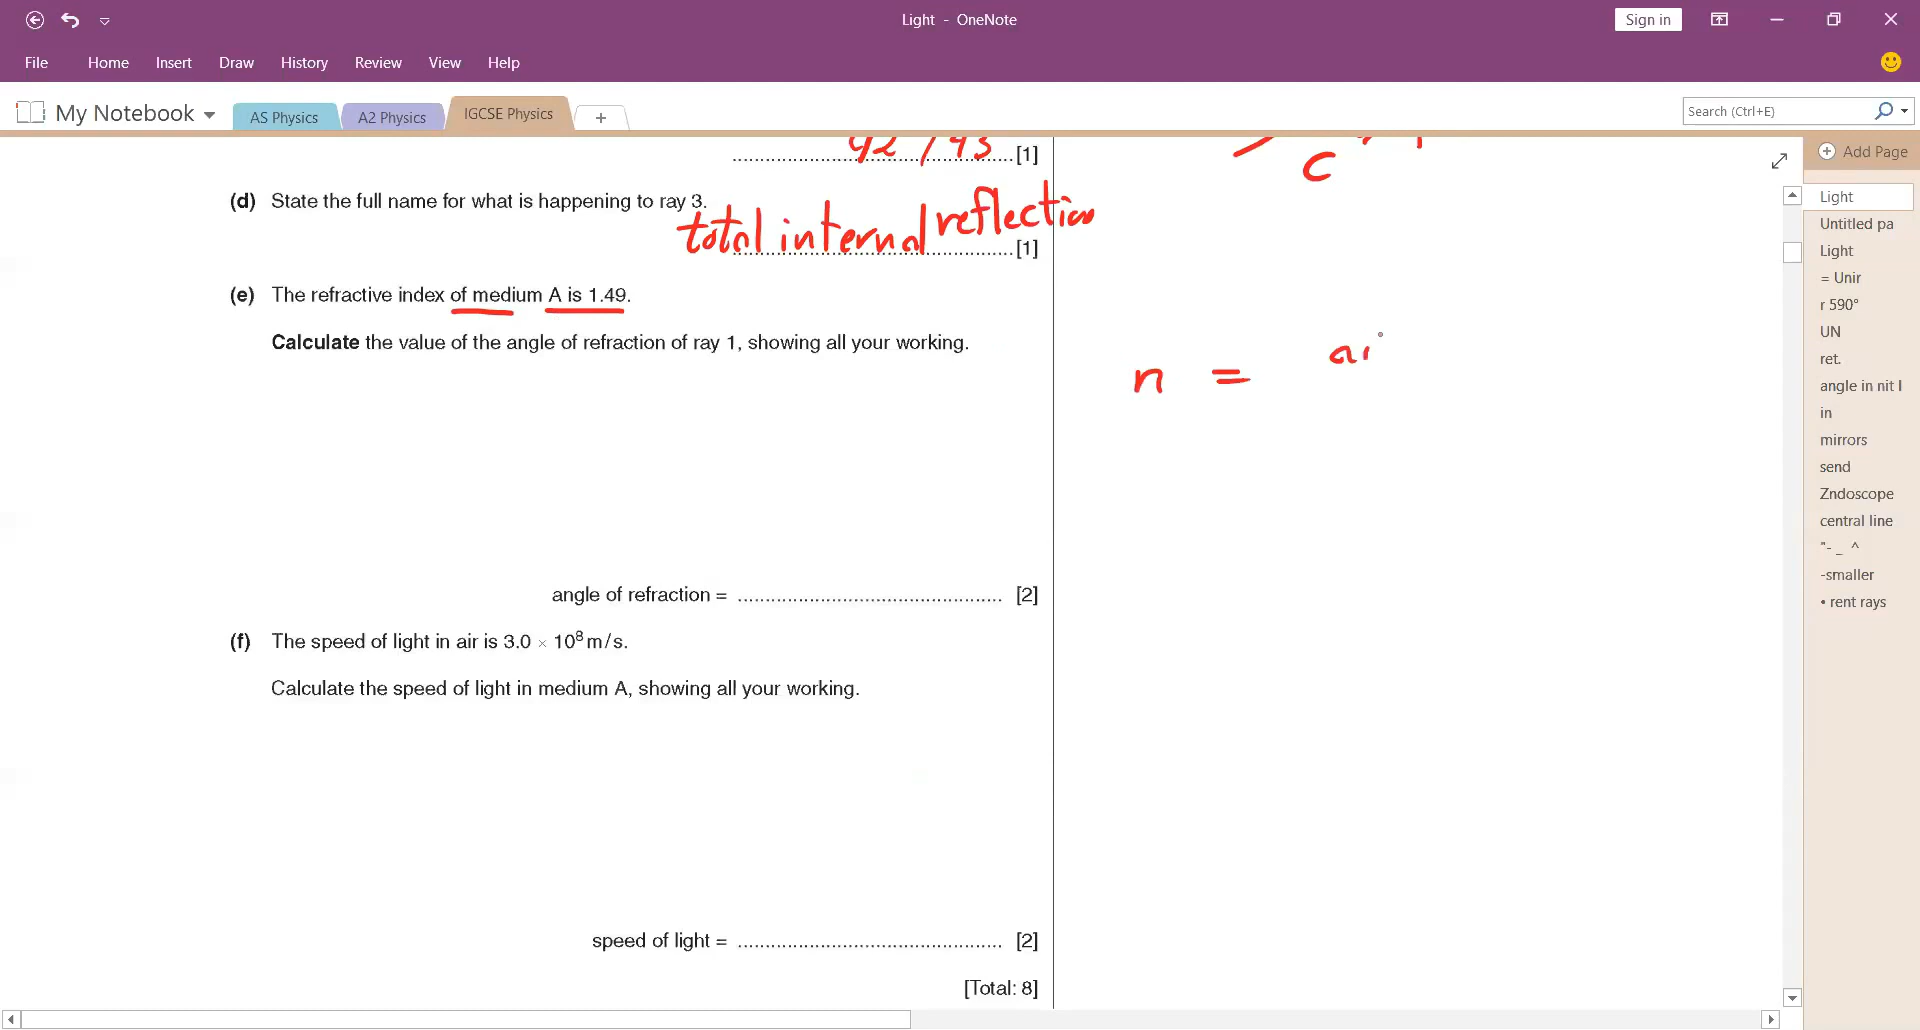 Light - OneNote
Sign in
File Home Insert Draw History Review View Help
My Notebook AS Physics A2 Physics IGCSE Physics +
Search (Ctrl+E)
Add Page
42 / 43 [1]
C
(d) State the full name for what is happening to ray 3.
total internal reflection [1]
(e) The refractive index of medium A is 1.49.
Calculate the value of the angle of refraction of ray 1, showing all your working.
n = ai
angle of refraction = ................................................ [2]
(f) The speed of light in air is 3.0 × 10⁸ m/s.
Calculate the speed of light in medium A, showing all your working.
speed of light = ................................................ [2]
[Total: 8]
Light
Untitled pa
Light
= Unir
r 590°
UN
ret.
angle in nit I
in
mirrors
send
Zndoscope
central line
"- _ ^
-smaller
• rent rays